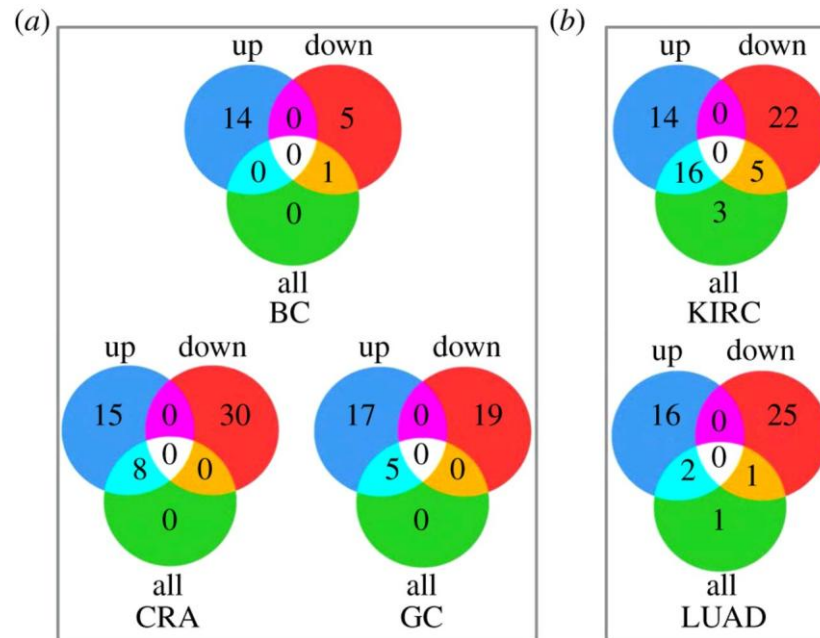 (a)
up down
14 0 5
0
0 1
0
all
BC
up down
15 0 30
0
8 0
0
all
CRA
up down
17 0 19
0
5 0
0
all
GC
(b)
up down
14 0 22
0
16 5
3
all
KIRC
up down
16 0 25
0
2 1
1
all
LUAD